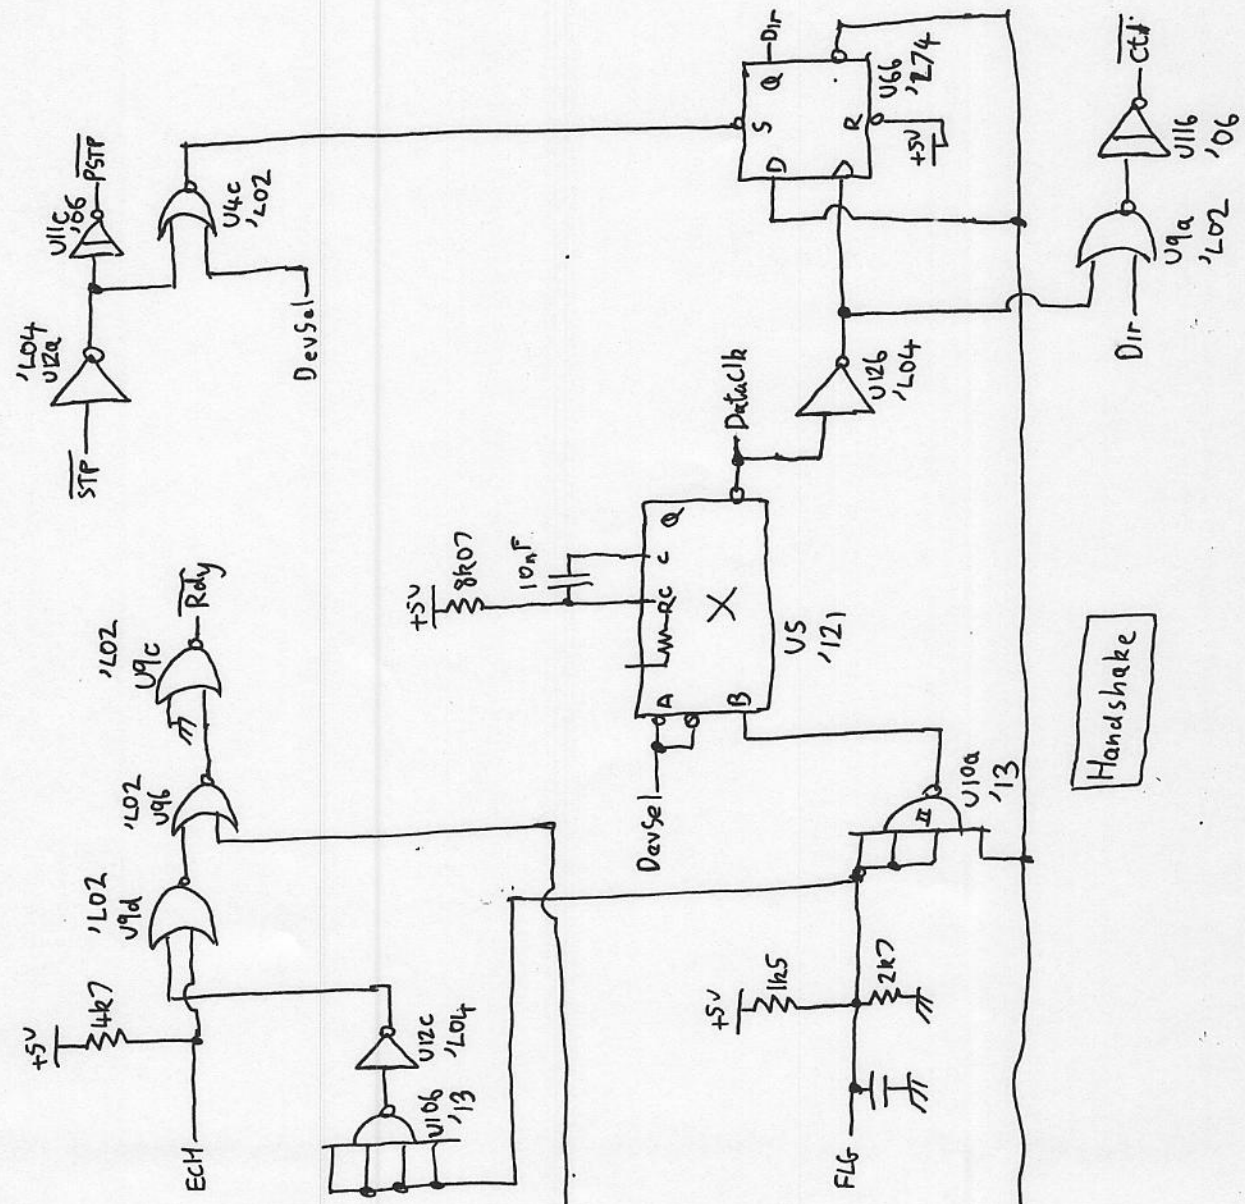 +5V
4k7
ECH
'L02
U9d
'L02
U9b
'L02
U9c
Rdy
STP
'L04
U12a
U11c
'06
PSTP
U4c
'L02
DevSel
U10b
'13
U12c
'L04
+5V
8k07
10nF
DevSel
A
B
RC
C
X
Q
U5
'121
DataClk
U12b
'L04
S
D
R
Q
Dir
U6b
'L74
+5V
FLG
+5V
1k5
2k7
U10a
'13
Dir
U9a
'L02
U11b
'06
Ctl
Handshake